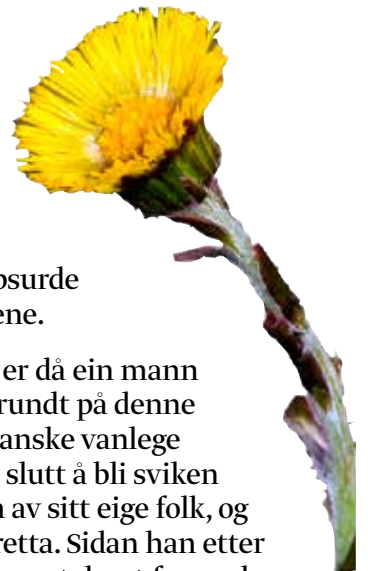 ene.
er då ein mann
rundt på denne
anske vanlege
slutt å bli sviken
av sitt eige folk, og
retta. Sidan han etter